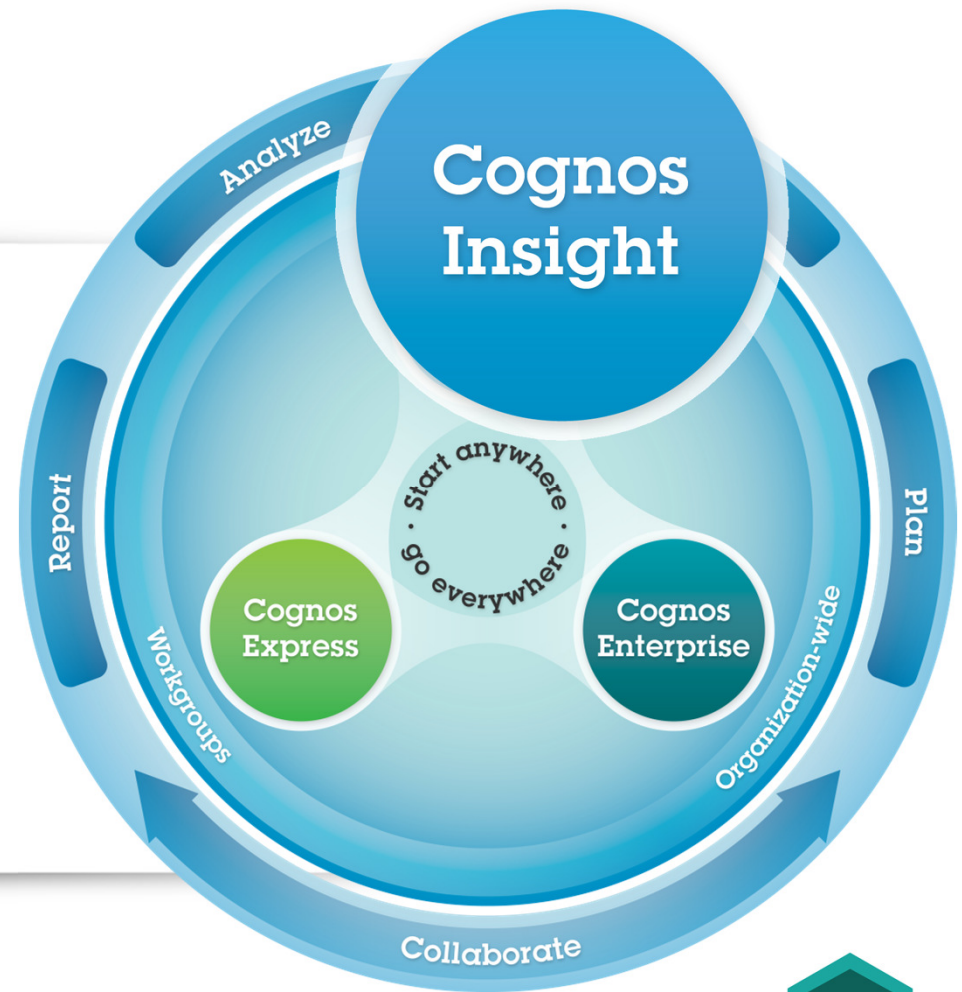 Analyze
Cognos
Insight
Report
Plan
Start anywhere
· go everywhere ·
Cognos
Express
Cognos
Enterprise
Workgroups
Organization-wide
Collaborate